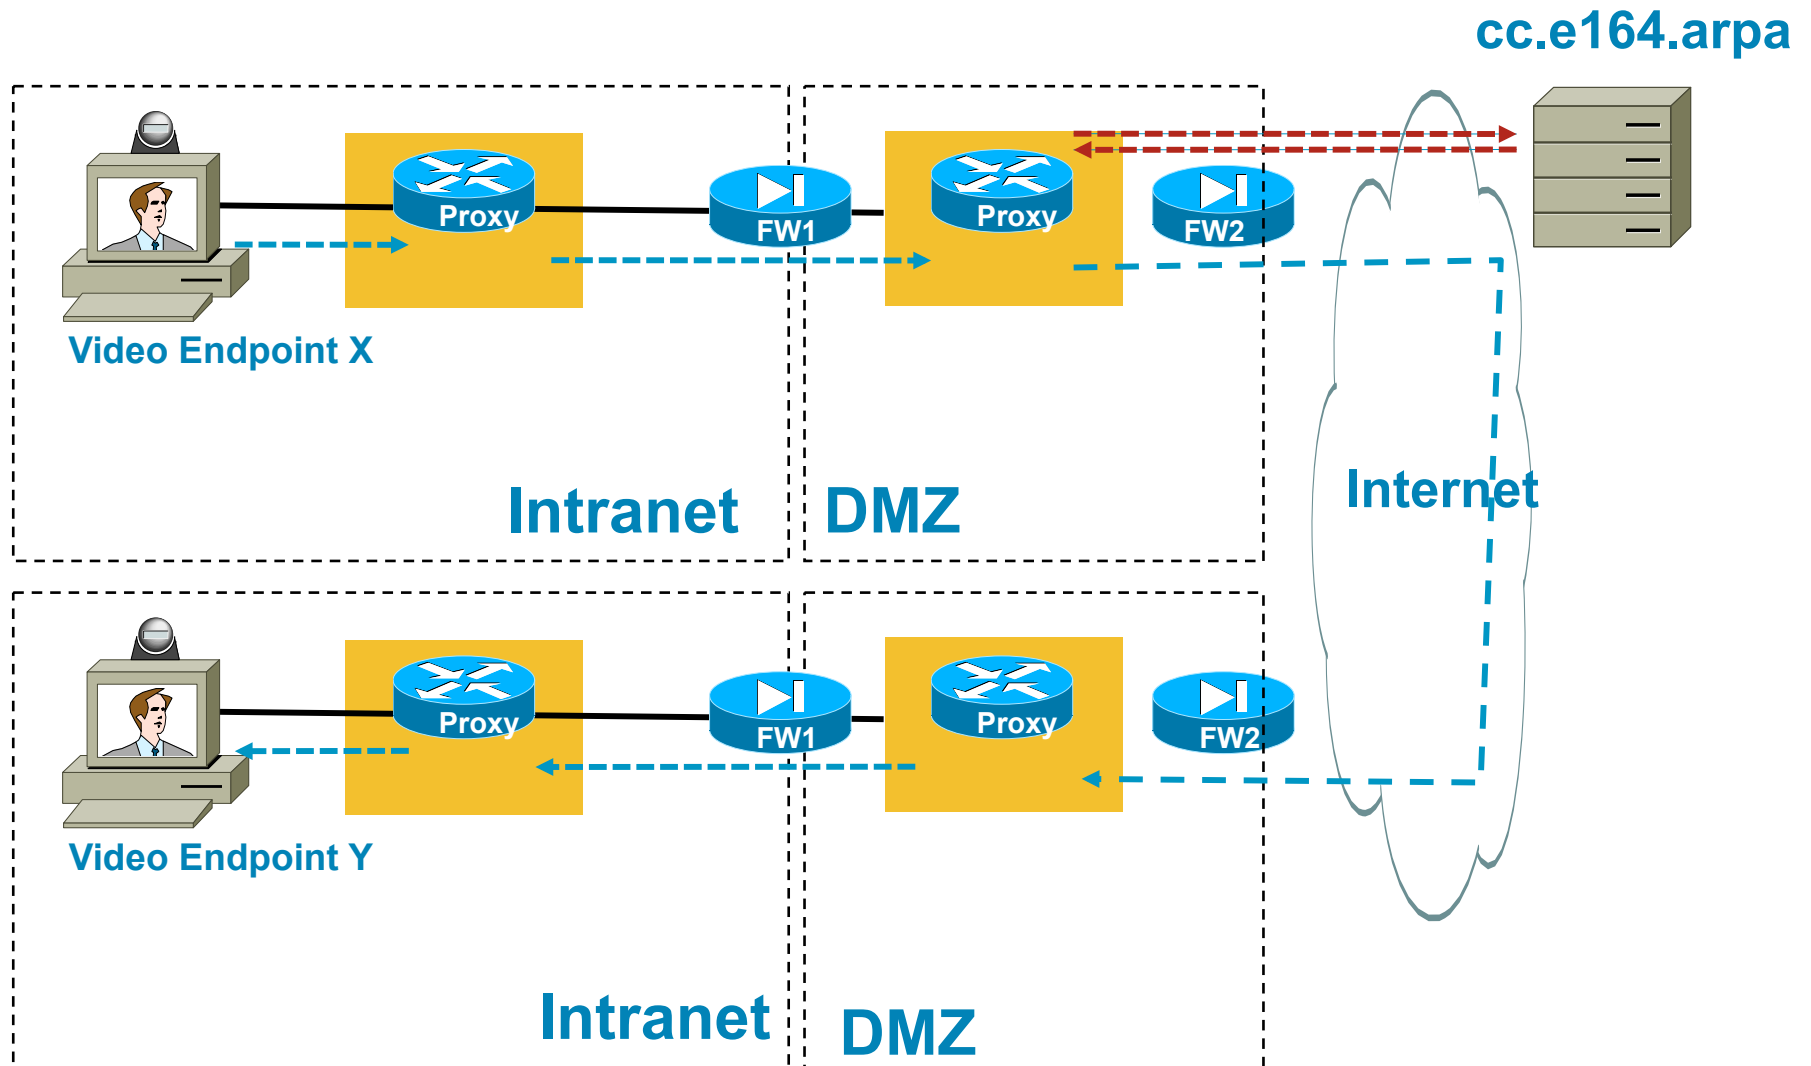 cc.e164.arpa
Proxy
FW1
Proxy
FW2
Video Endpoint X
Intranet
DMZ
Internet
Proxy
FW1
Proxy
FW2
Video Endpoint Y
Intranet
DMZ